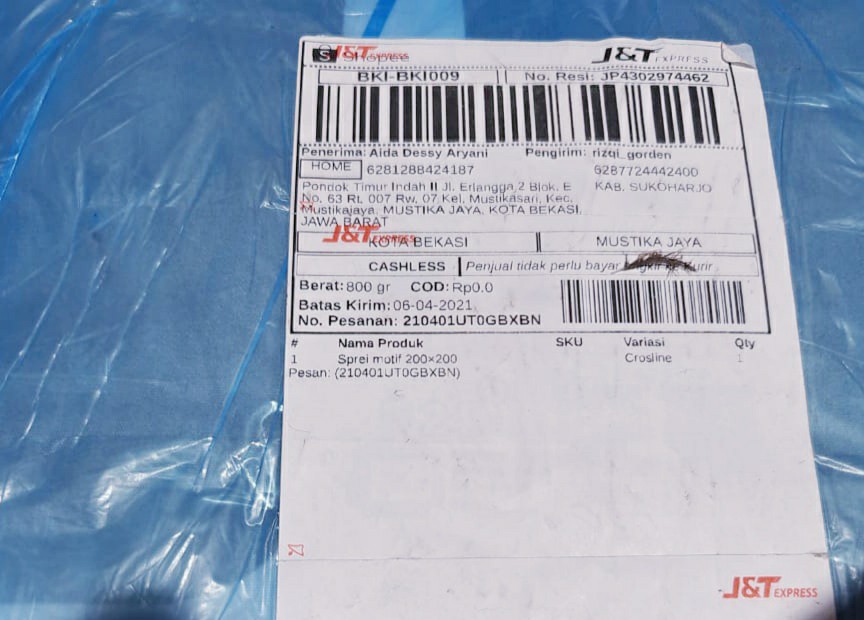 S Shopee J&T EXPRESS J&T EXPRESS
BKI-BKI009 No. Resi: JP4302974462
Penerima: Aida Dessy Aryani Pengirim: rizqi_gorden
HOME 6281288424187 6287724442400
Pondok Timur Indah II Jl. Erlangga 2 Blok. E KAB. SUKOHARJO
No. 63 Rt. 007 Rw. 07 Kel. Mustikasari, Kec.
Mustikajaya, MUSTIKA JAYA, KOTA BEKASI,
JAWA BARAT
J&T EXPRESS
KOTA BEKASI MUSTIKA JAYA
CASHLESS Penjual tidak perlu bayar ongkir ke Kurir
Berat: 800 gr COD: Rp0.0
Batas Kirim: 06-04-2021
No. Pesanan: 210401UT0GBXBN
# Nama Produk SKU Variasi Qty
1 Sprei motif 200×200 Crosline 1
Pesan: (210401UT0GBXBN)
J&T EXPRESS